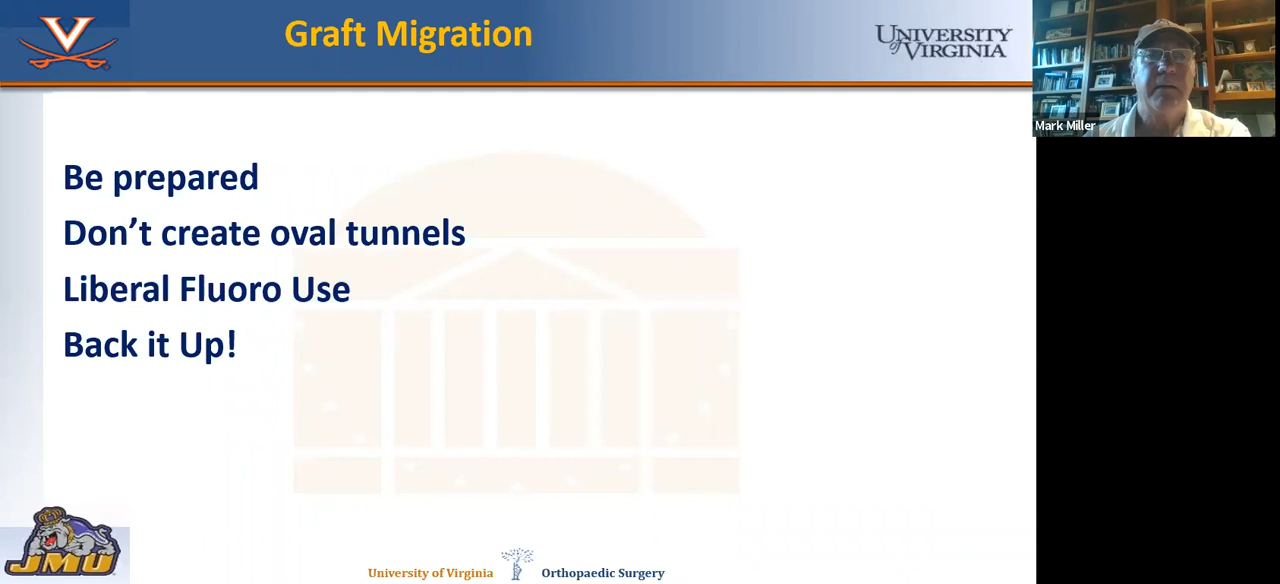 Graft Migration
UNIVERSITY
of VIRGINIA
Mark Miller
Be prepared
Don't create oval tunnels
Liberal Fluoro Use
Back it Up!
JMU
University of Virginia Orthopaedic Surgery